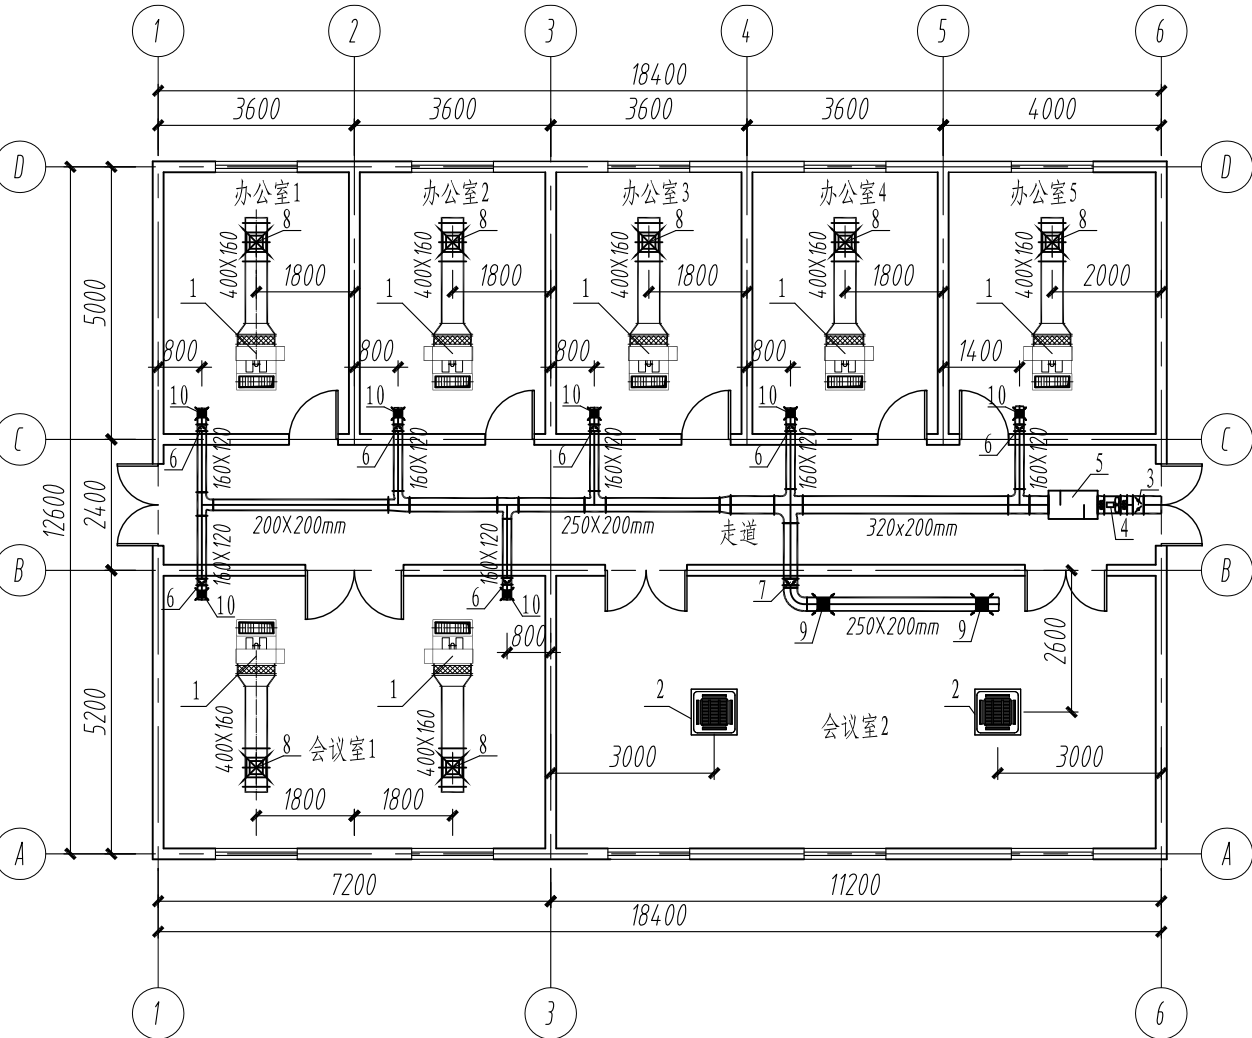 1 2 3 4 5 6
18400
3600 3600 3600 3600 4000
D D
办公室1 办公室2 办公室3 办公室4 办公室5
8 8 8 8 8
400X160 400X160 400X160 400X160 400X160
1800 1800 1800 1800 2000
1 1 1 1 1
5000
800 800 800 800 1400
10 10 10 10 10
C C
6 6 6 6 6
160X120 160X120 160X120 160X120 160X120
5 3
4
12600
2400
200X200mm 250X200mm 走道 320x200mm
160X120 160X120
B B
6 10 6 10 7
9 250X200mm 9
800
2600
1 1 2 2
5200
400X160 400X160
会议室1 会议室2
8 8
3000 3000
1800 1800
A A
7200 11200
18400
1 3 6